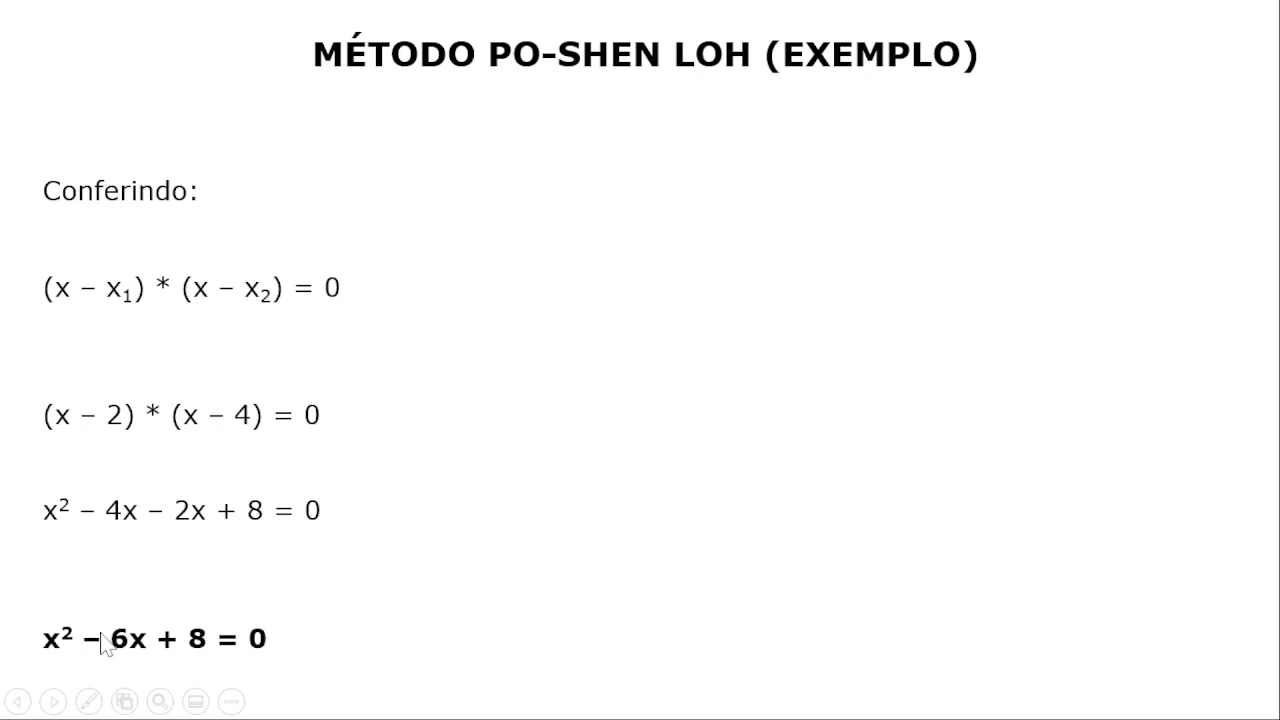 MÉTODO PO-SHEN LOH (EXEMPLO)
Conferindo:
(x – x₁) * (x – x₂) = 0
(x – 2) * (x – 4) = 0
x² – 4x – 2x + 8 = 0
x² – 6x + 8 = 0